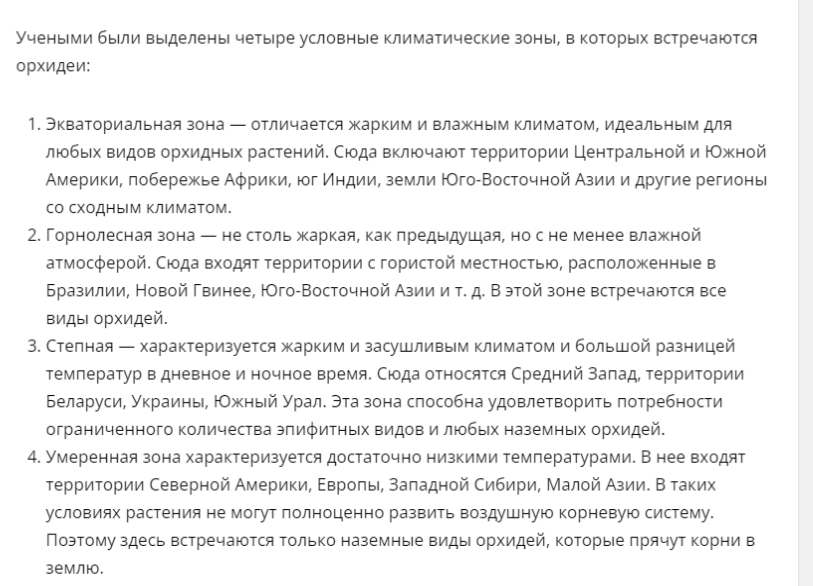 Учеными были выделены четыре условные климатические зоны, в которых встречаются
орхидеи:
1. Экваториальная зона — отличается жарким и влажным климатом, идеальным для
любых видов орхидных растений. Сюда включают территории Центральной и Южной
Америки, побережье Африки, юг Индии, земли Юго-Восточной Азии и другие регионы
со сходным климатом.
2. Горнолесная зона — не столь жаркая, как предыдущая, но с не менее влажной
атмосферой. Сюда входят территории с гористой местностью, расположенные в
Бразилии, Новой Гвинее, Юго-Восточной Азии и т. д. В этой зоне встречаются все
виды орхидей.
3. Степная — характеризуется жарким и засушливым климатом и большой разницей
температур в дневное и ночное время. Сюда относятся Средний Запад, территории
Беларуси, Украины, Южный Урал. Эта зона способна удовлетворить потребности
ограниченного количества эпифитных видов и любых наземных орхидей.
4. Умеренная зона характеризуется достаточно низкими температурами. В нее входят
территории Северной Америки, Европы, Западной Сибири, Малой Азии. В таких
условиях растения не могут полноценно развить воздушную корневую систему.
Поэтому здесь встречаются только наземные виды орхидей, которые прячут корни в
землю.